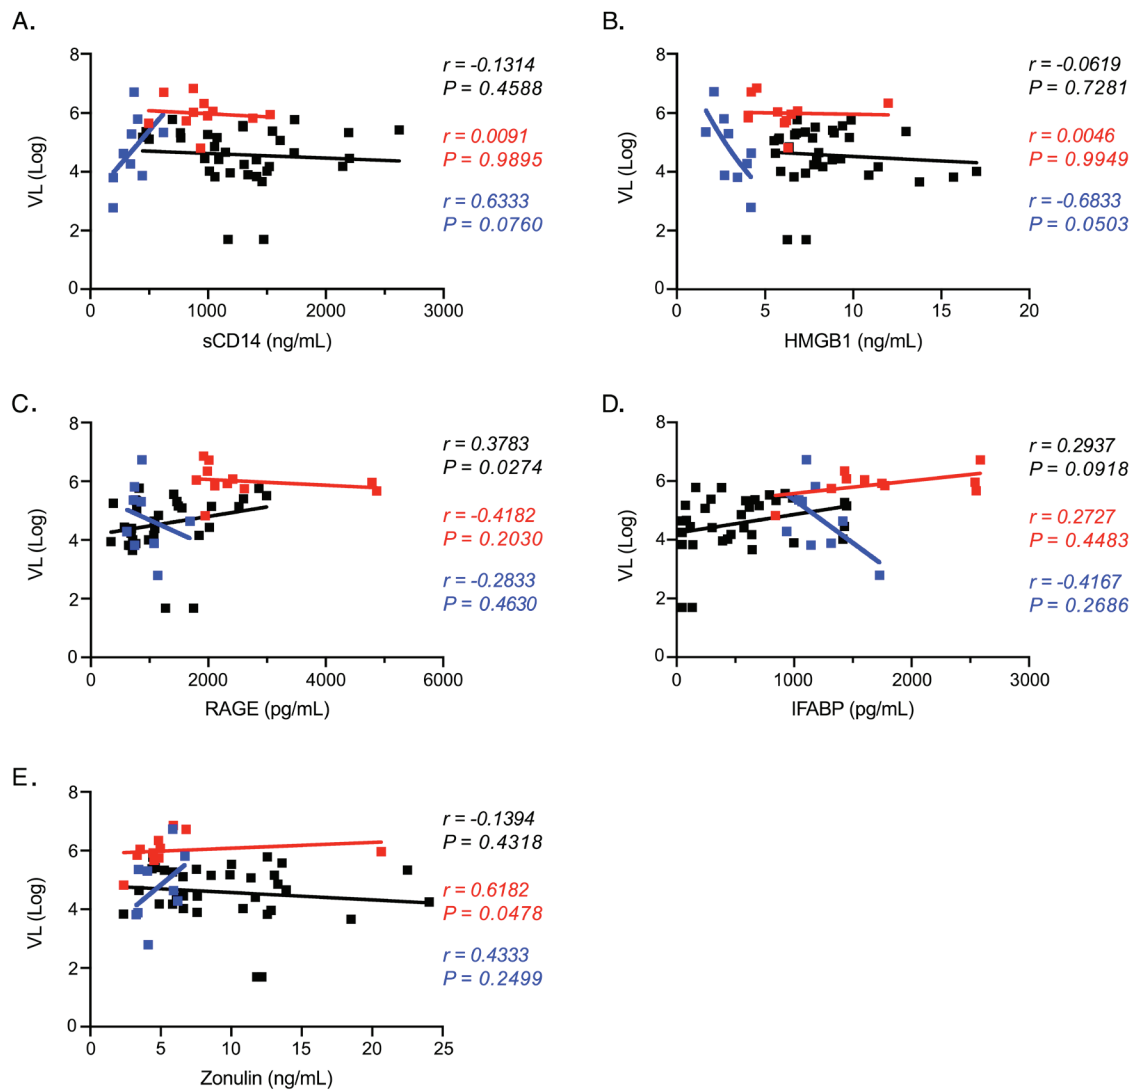 A.
8
6
4
2
0
VL (Log)
0 1000 2000 3000
sCD14 (ng/mL)
r = -0.1314
P = 0.4588
r = 0.0091
P = 0.9895
r = 0.6333
P = 0.0760
B.
8
6
4
2
0
VL (Log)
0 5 10 15 20
HMGB1 (ng/mL)
r = -0.0619
P = 0.7281
r = 0.0046
P = 0.9949
r = -0.6833
P = 0.0503
C.
8
6
4
2
0
VL (Log)
0 2000 4000 6000
RAGE (pg/mL)
r = 0.3783
P = 0.0274
r = -0.4182
P = 0.2030
r = -0.2833
P = 0.4630
D.
8
6
4
2
0
VL (Log)
0 1000 2000 3000
IFABP (pg/mL)
r = 0.2937
P = 0.0918
r = 0.2727
P = 0.4483
r = -0.4167
P = 0.2686
E.
8
6
4
2
0
VL (Log)
0 5 10 15 20 25
Zonulin (ng/mL)
r = -0.1394
P = 0.4318
r = 0.6182
P = 0.0478
r = 0.4333
P = 0.2499